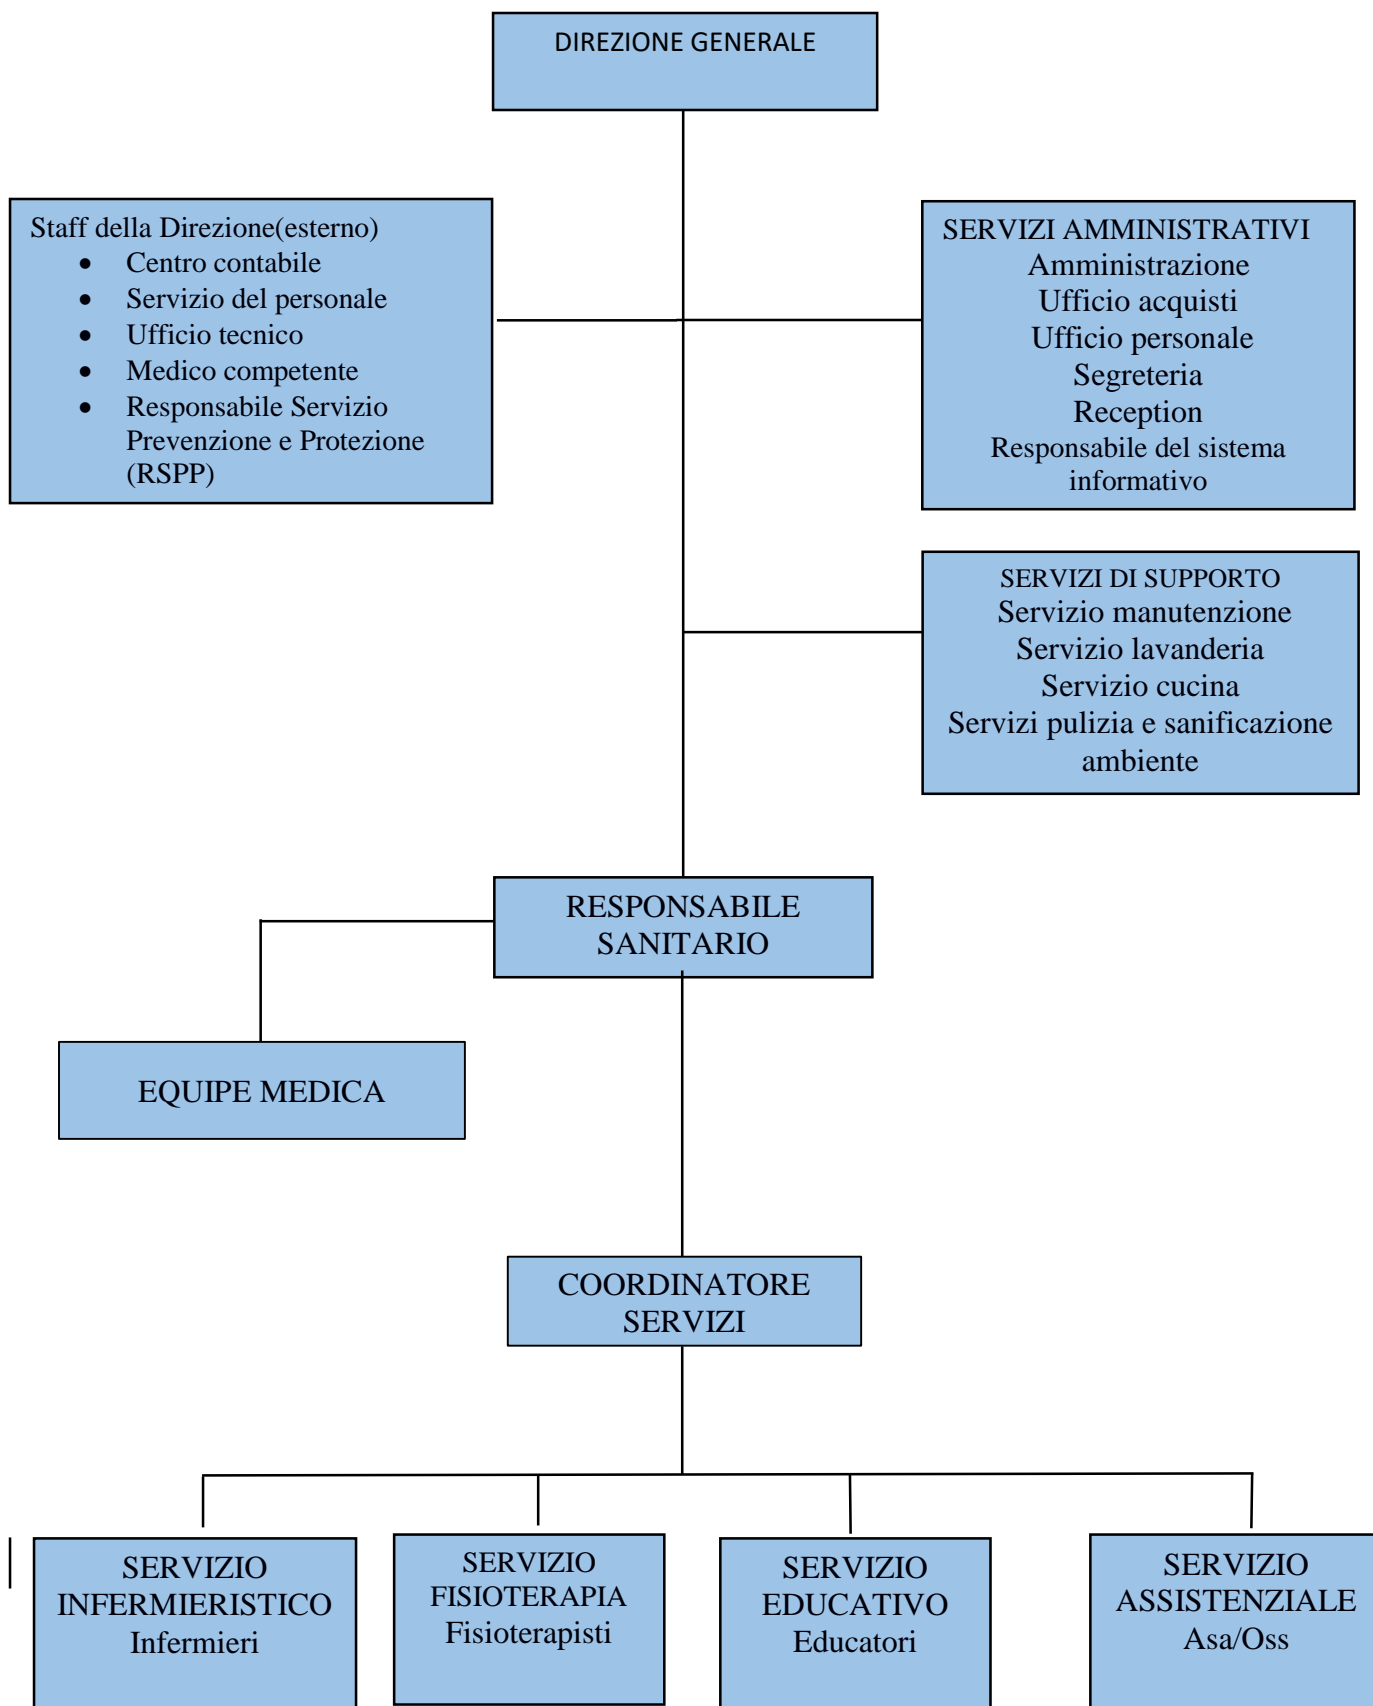 DIREZIONE GENERALE
Staff della Direzione(esterno)
• Centro contabile
• Servizio del personale
• Ufficio tecnico
• Medico competente
• Responsabile Servizio
Prevenzione e Protezione
(RSPP)
SERVIZI AMMINISTRATIVI
Amministrazione
Ufficio acquisti
Ufficio personale
Segreteria
Reception
Responsabile del sistema
informativo
SERVIZI DI SUPPORTO
Servizio manutenzione
Servizio lavanderia
Servizio cucina
Servizi pulizia e sanificazione
ambiente
RESPONSABILE
SANITARIO
EQUIPE MEDICA
COORDINATORE
SERVIZI
SERVIZIO
INFERMIERISTICO
Infermieri
SERVIZIO
FISIOTERAPIA
Fisioterapisti
SERVIZIO
EDUCATIVO
Educatori
SERVIZIO
ASSISTENZIALE
Asa/Oss